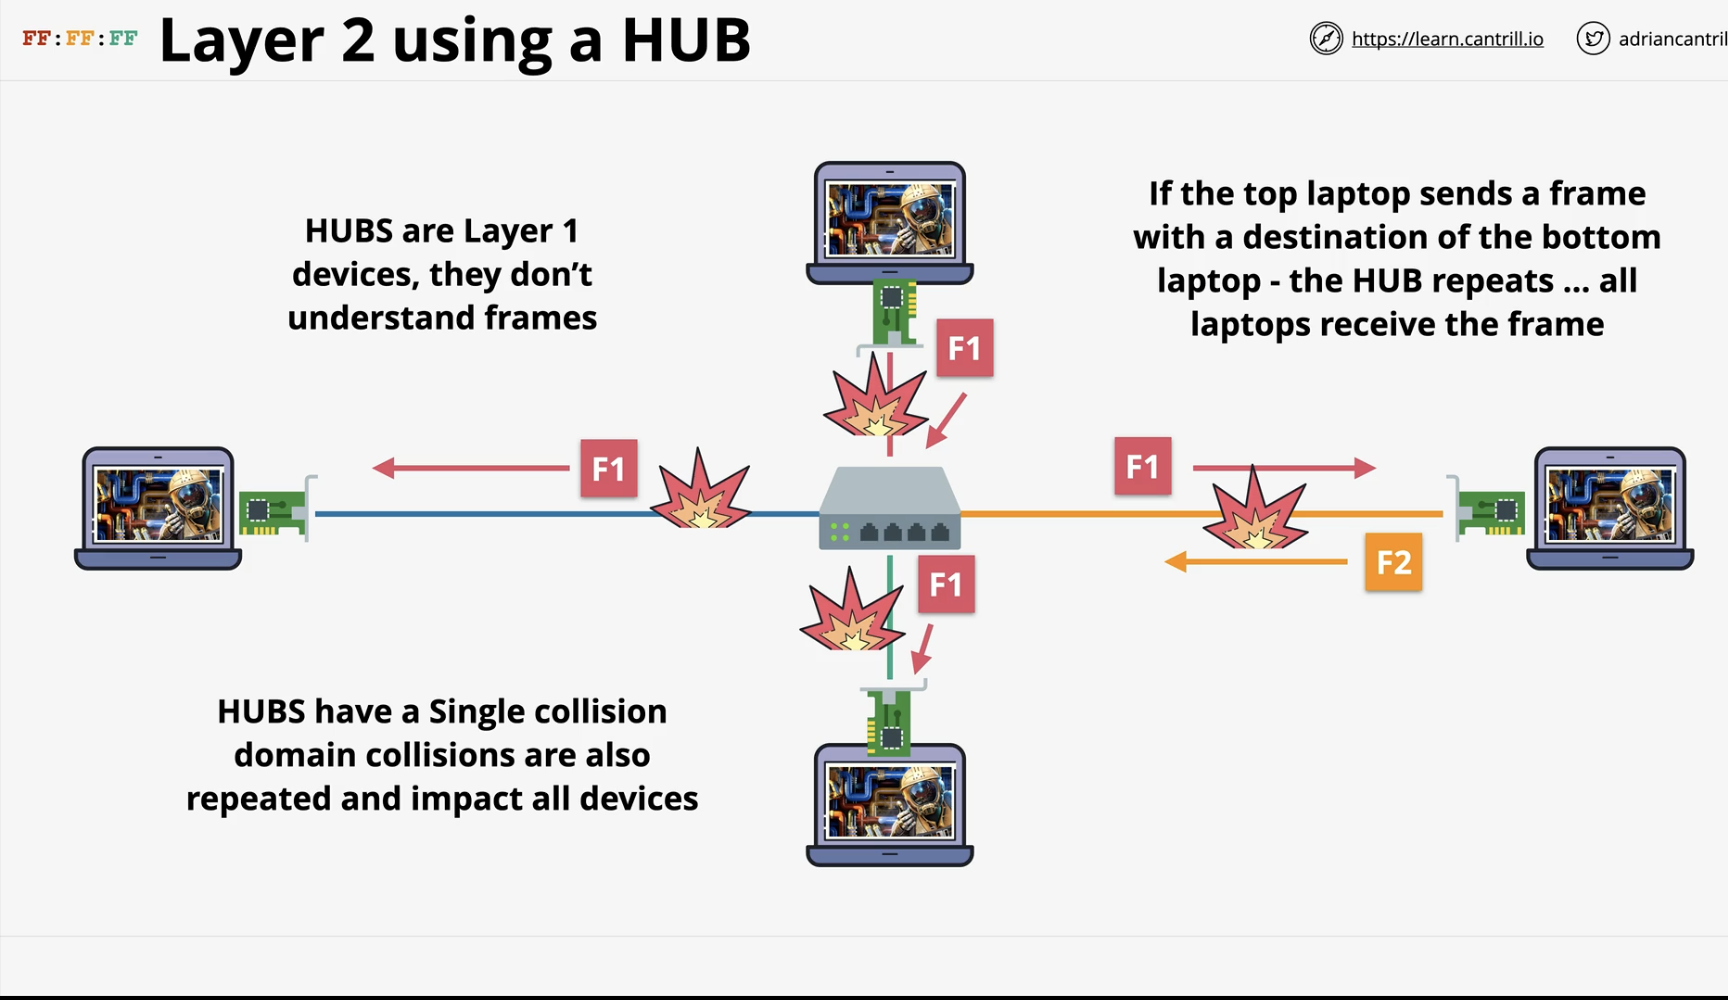 FF:FF:FF
Layer 2 using a HUB
https://learn.cantrill.io
adriancantril
HUBS are Layer 1
devices, they don’t
understand frames
If the top laptop sends a frame
with a destination of the bottom
laptop - the HUB repeats ... all
laptops receive the frame
F1
F1
F1
F2
F1
HUBS have a Single collision
domain collisions are also
repeated and impact all devices